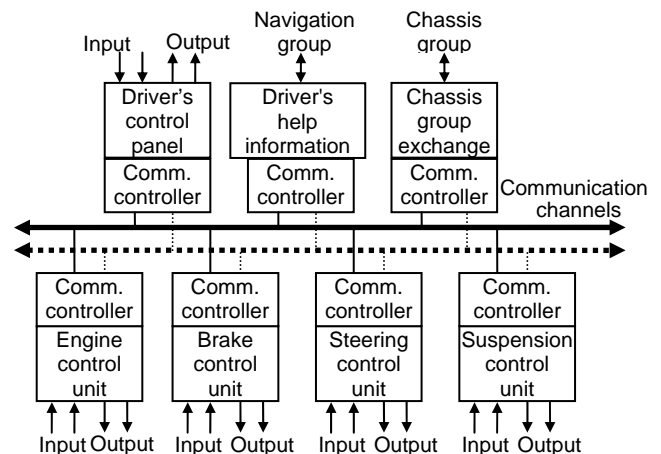 Input Output
Navigation
group
Chassis
group
Driver's
control
panel
Driver's
help
information
Chassis
group
exchange
Comm.
controller
Comm.
controller
Comm.
controller
Communication
channels
Comm.
controller
Comm.
controller
Comm.
controller
Comm.
controller
Engine
control
unit
Brake
control
unit
Steering
control
unit
Suspension
control
unit
Input Output
Input Output
Input Output
Input Output